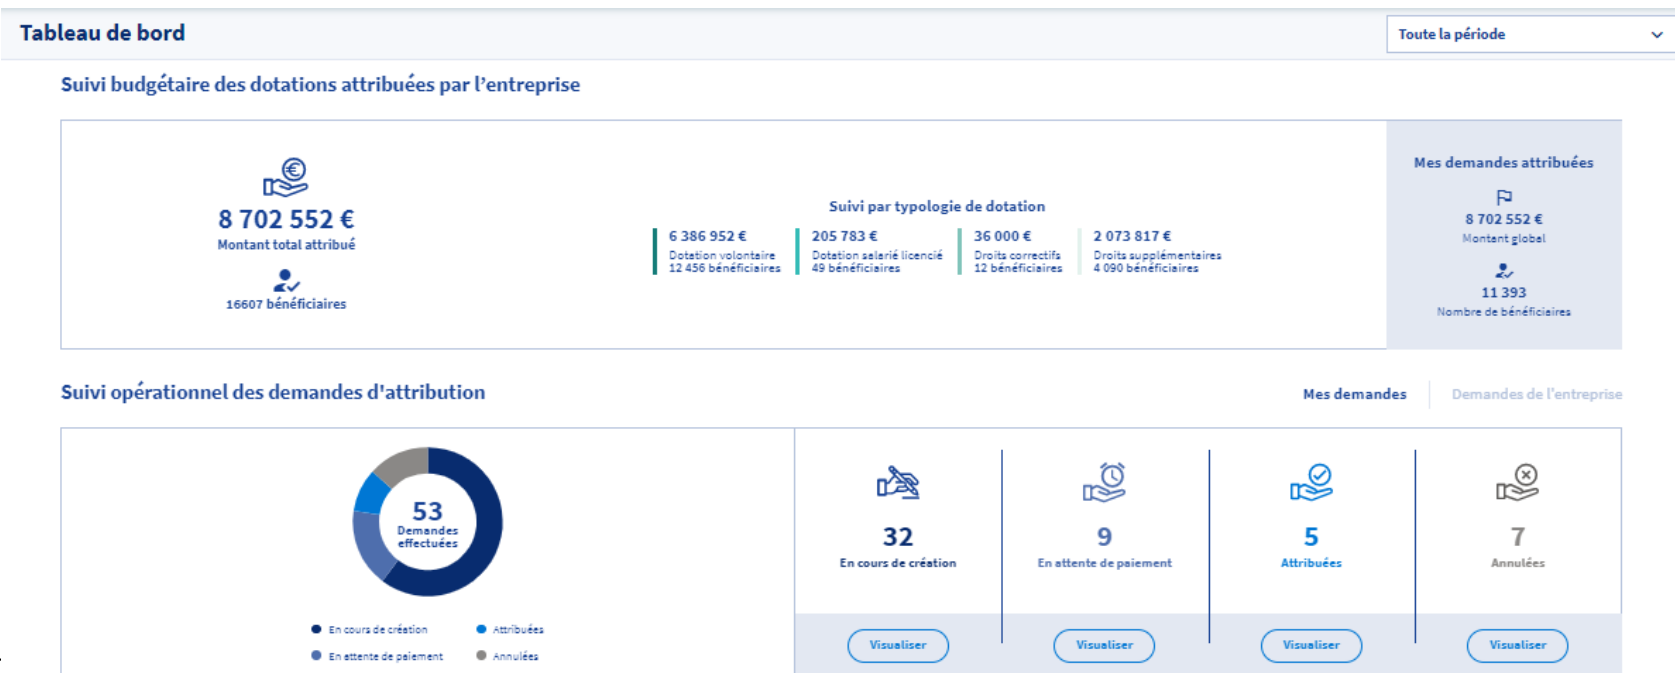 Tableau de bord
Toute la période
Suivi budgétaire des dotations attribuées par l’entreprise
8 702 552 €
Montant total attribué
16607 bénéficiaires
Suivi par typologie de dotation
6 386 952 €
Dotation volontaire
12 456 bénéficiaires
205 783 €
Dotation salarié licencié
49 bénéficiaires
36 000 €
Droits correctifs
12 bénéficiaires
2 073 817 €
Droits supplémentaires
4 090 bénéficiaires
Mes demandes attribuées
8 702 552 €
Montant global
11 393
Nombre de bénéficiaires
Suivi opérationnel des demandes d'attribution
Mes demandes
Demandes de l'entreprise
53
Demandes
effectuées
En cours de création
Attribuées
En attente de paiement
Annulées
32
En cours de création
Visualiser
9
En attente de paiement
Visualiser
5
Attribuées
Visualiser
7
Annulées
Visualiser